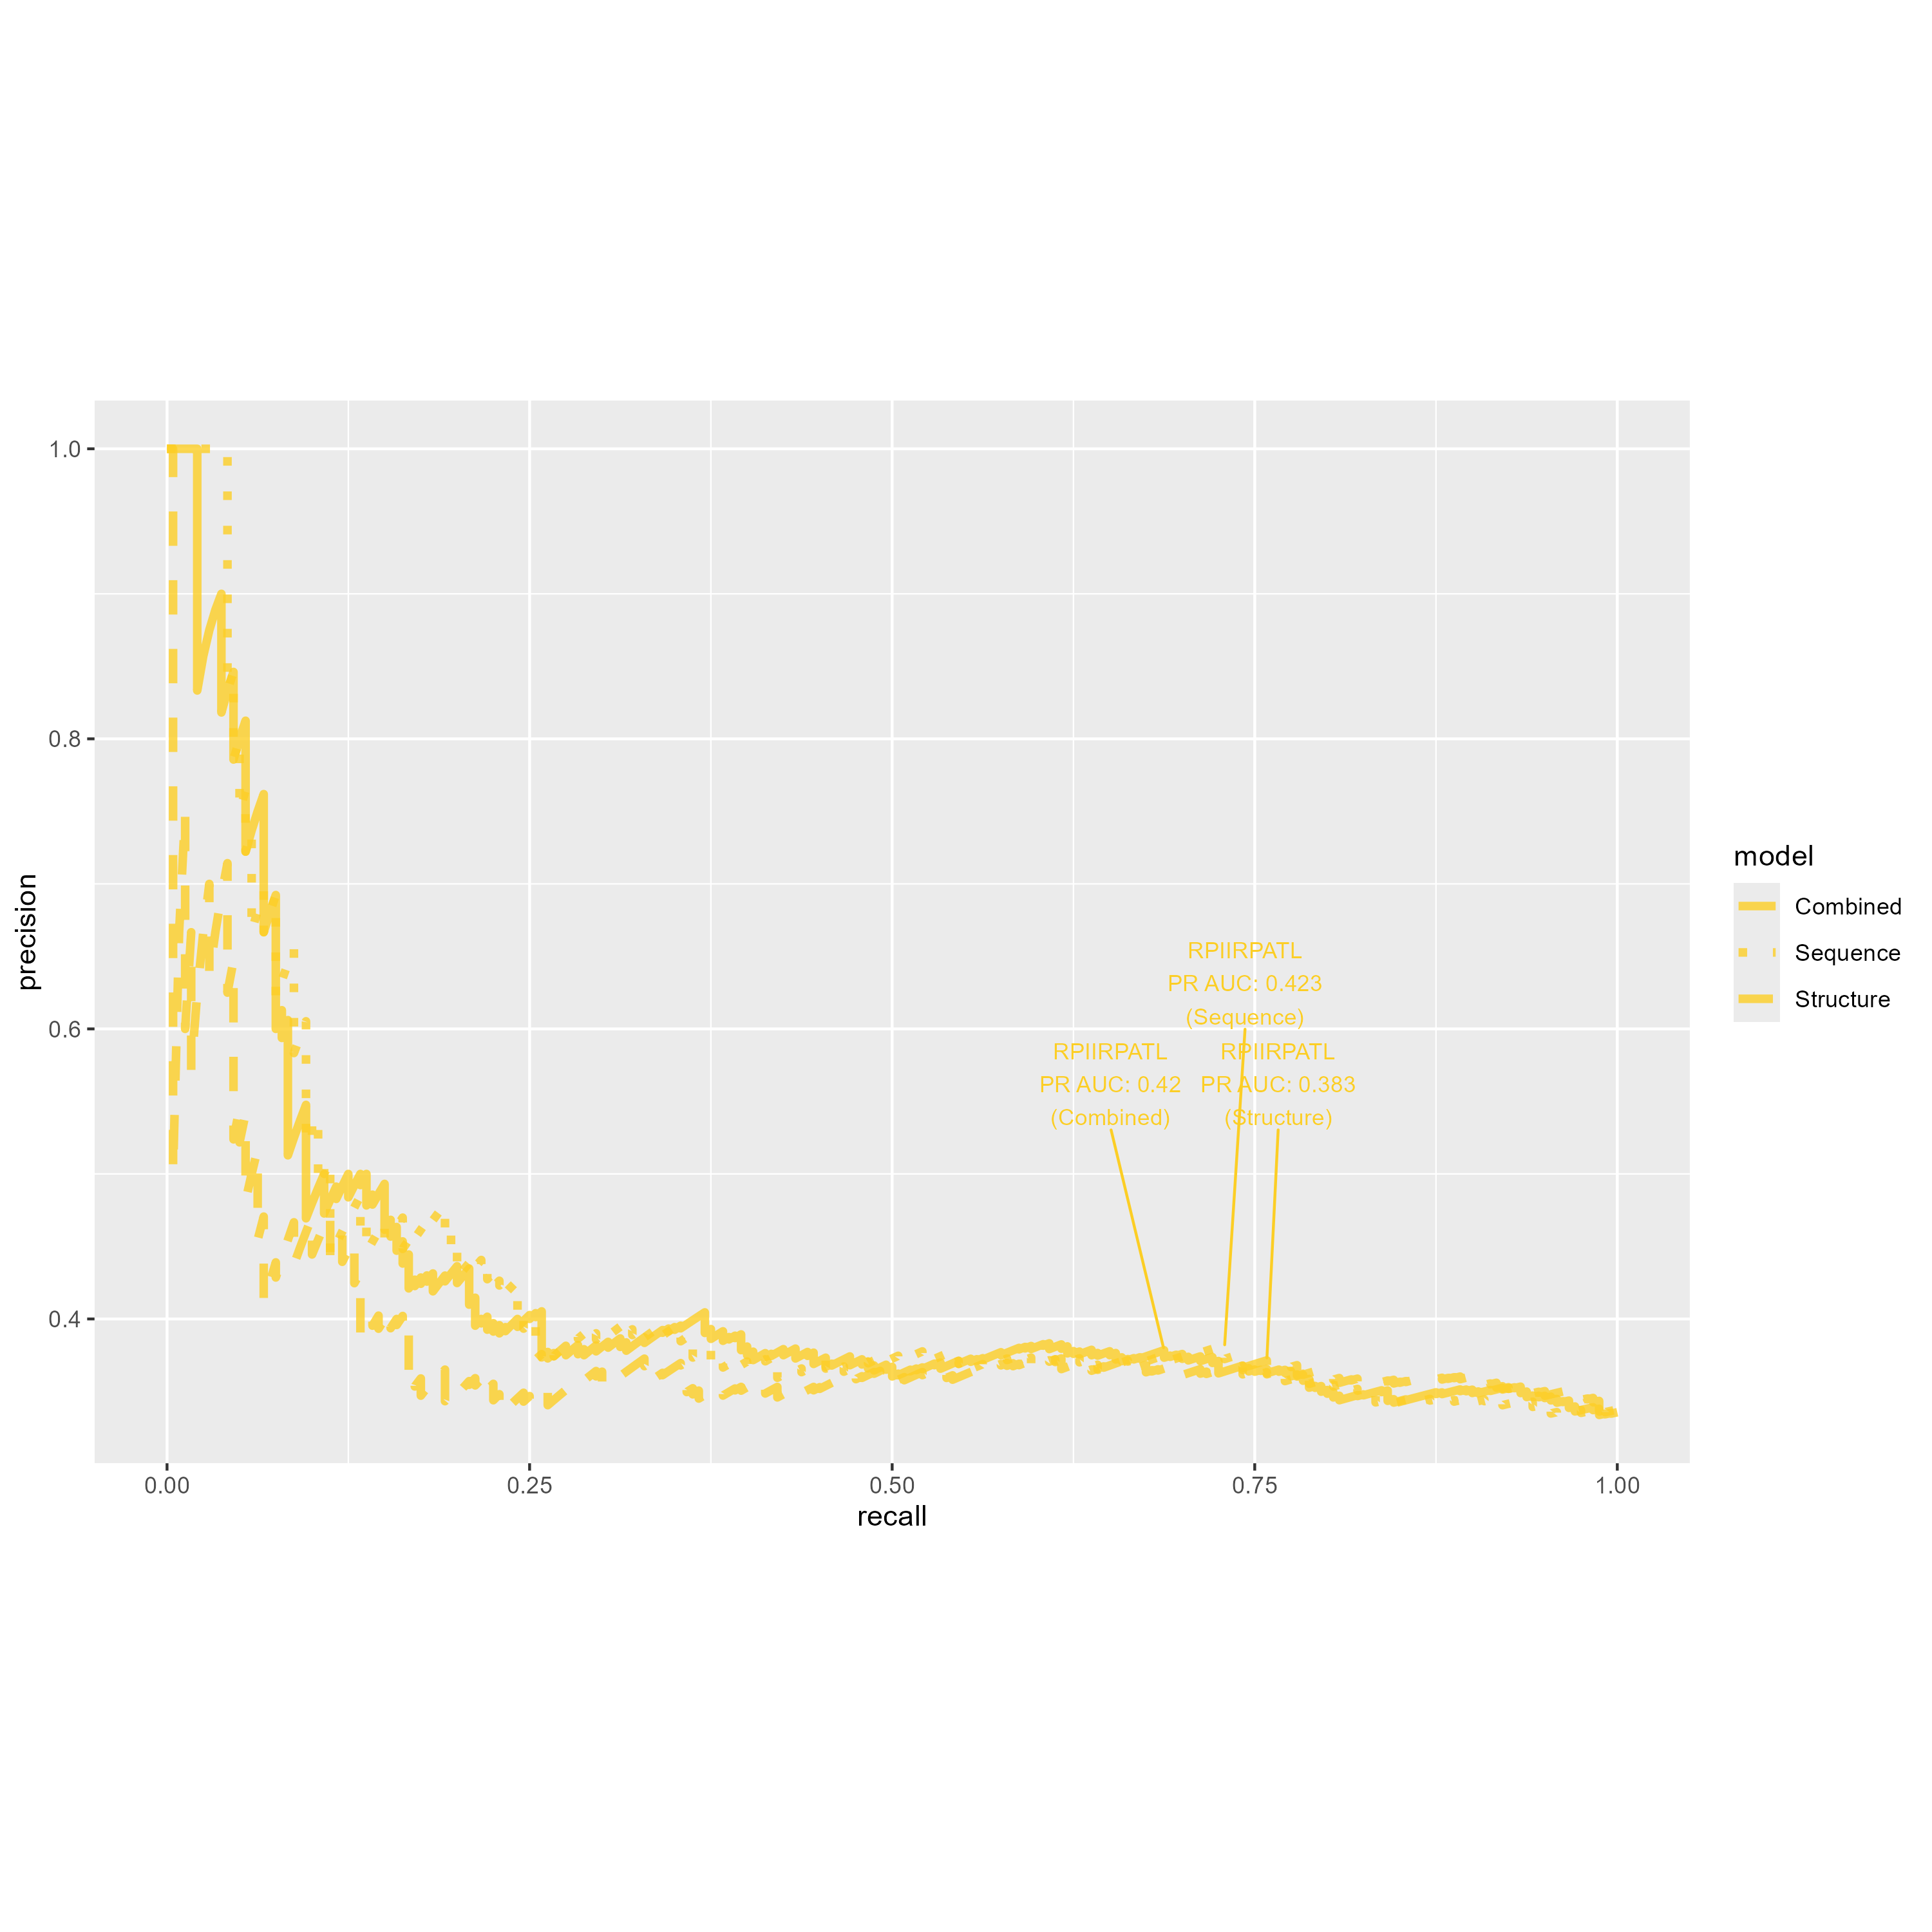 1.0
0.8
0.6
0.4
precision
0.00
0.25
0.50
0.75
1.00
recall
RPIIRPATL
PR AUC: 0.423
(Sequence)
RPIIRPATL
PR AUC: 0.42
(Combined)
RPIIRPATL
PR AUC: 0.383
(Structure)
model
Combined
Sequence
Structure